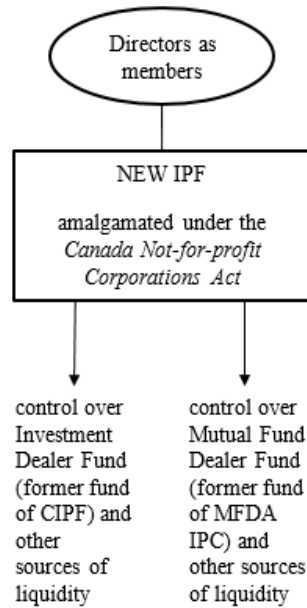 Directors as
members
NEW IPF
amalgamated under the
Canada Not-for-profit
Corporations Act
control over
Investment
Dealer Fund
(former fund
of CIPF) and
other
sources of
liquidity
control over
Mutual Fund
Dealer Fund
(former fund
of MFDA
IPC) and
other sources
of liquidity